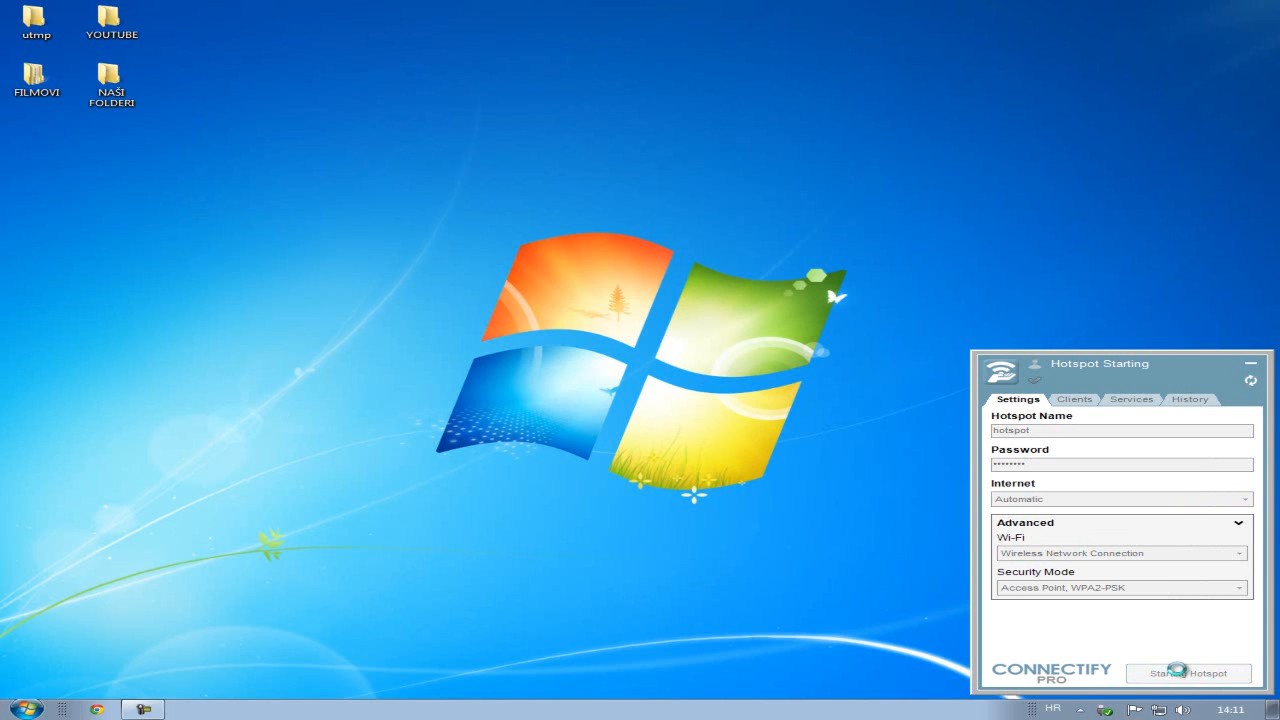 utmp
YOUTUBE
FILMOVI
NAŠI
FOLDERI
Hotspot Starting
Settings
Clients
Services
History
Hotspot Name
hotspot
Password
********
Internet
Automatic
Advanced
Wi-Fi
Wireless Network Connection
Security Mode
Access Point, WPA2-PSK
CONNECTIFY
PRO
Starting Hotspot
HR
14:11